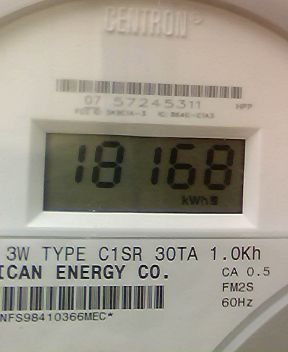 CENTRON®
07 57245311 HPP
18168
kWh
3W TYPE C1SR 30TA 1.0Kh
ICAN ENERGY CO. CA 0.5
FM2S
NFS98410366MEC* 60Hz